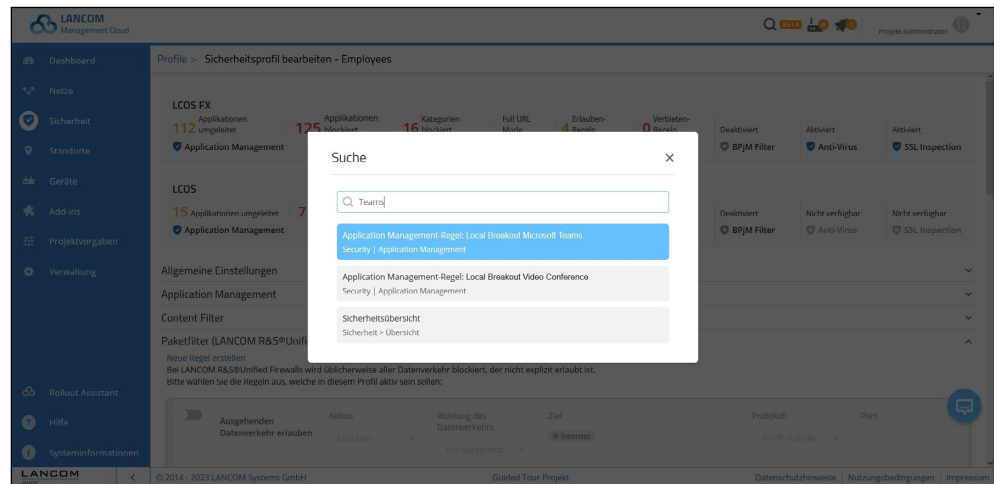 LANCOM
Management Cloud
BETA
Projekt Administrator
Dashboard
Netze
Sicherheit
Standorte
Geräte
Add-ins
Projektvorgaben
Verwaltung
Rollout Assistant
Hilfe
Systeminformationen
LANCOM
Profile > Sicherheitsprofil bearbeiten - Employees
LCOS FX
112 Applikationen umgeleitet
125 Applikationen blockiert
16 Kategorien blockiert
Full URL Mode
4 Erlauben-Regeln
0 Verbieten-Regeln
Deaktiviert
Aktiviert
Aktiviert
Application Management
BPjM Filter
Anti-Virus
SSL Inspection
LCOS
15 Applikationen umgeleitet
7
Deaktiviert
Nicht verfügbar
Nicht verfügbar
Application Management
BPjM Filter
Anti-Virus
SSL Inspection
Suche
Teams
Application Management-Regel: Local Breakout Microsoft Teams
Security | Application Management
Application Management-Regel: Local Breakout Video Conference
Security | Application Management
Sicherheitsübersicht
Sicherheit > Übersicht
Allgemeine Einstellungen
Application Management
Content Filter
Paketfilter (LANCOM R&S®Unifi
Neue Regel erstellen
Bei LANCOM R&S®Unified Firewalls wird üblicherweise aller Datenverkehr blockiert, der nicht explizit erlaubt ist.
Bitte wählen Sie die Regeln aus, welche in diesem Profil aktiv sein sollen:
Ausgehenden
Datenverkehr erlauben
Aktion
Erlauben
Richtung des
Datenverkehrs
nur ausgehend
Ziel
Internet
Protokoll
Alle Protokolle
Port
© 2014 - 2023 LANCOM Systems GmbH
Guided Tour Projekt
Datenschutzhinweise | Nutzungsbedingungen | Impressum